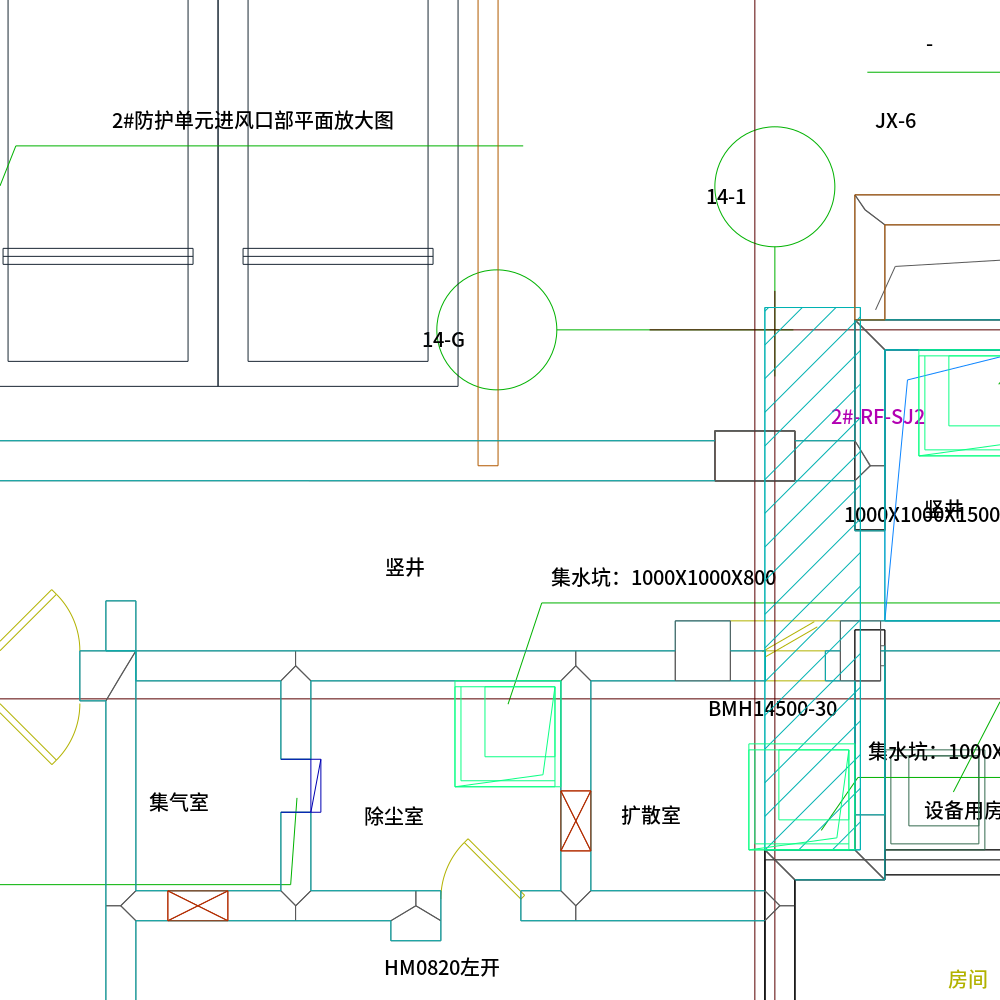 -
2#防护单元进风口部平面放大图
JX-6
14-1
14-G
2#-RF-SJ2
竖井
1000X1000X1500
竖井
集水坑：1000X1000X800
BMH14500-30
集水坑：1000X
集气室
除尘室
扩散室
设备用房
HM0820左开
房间